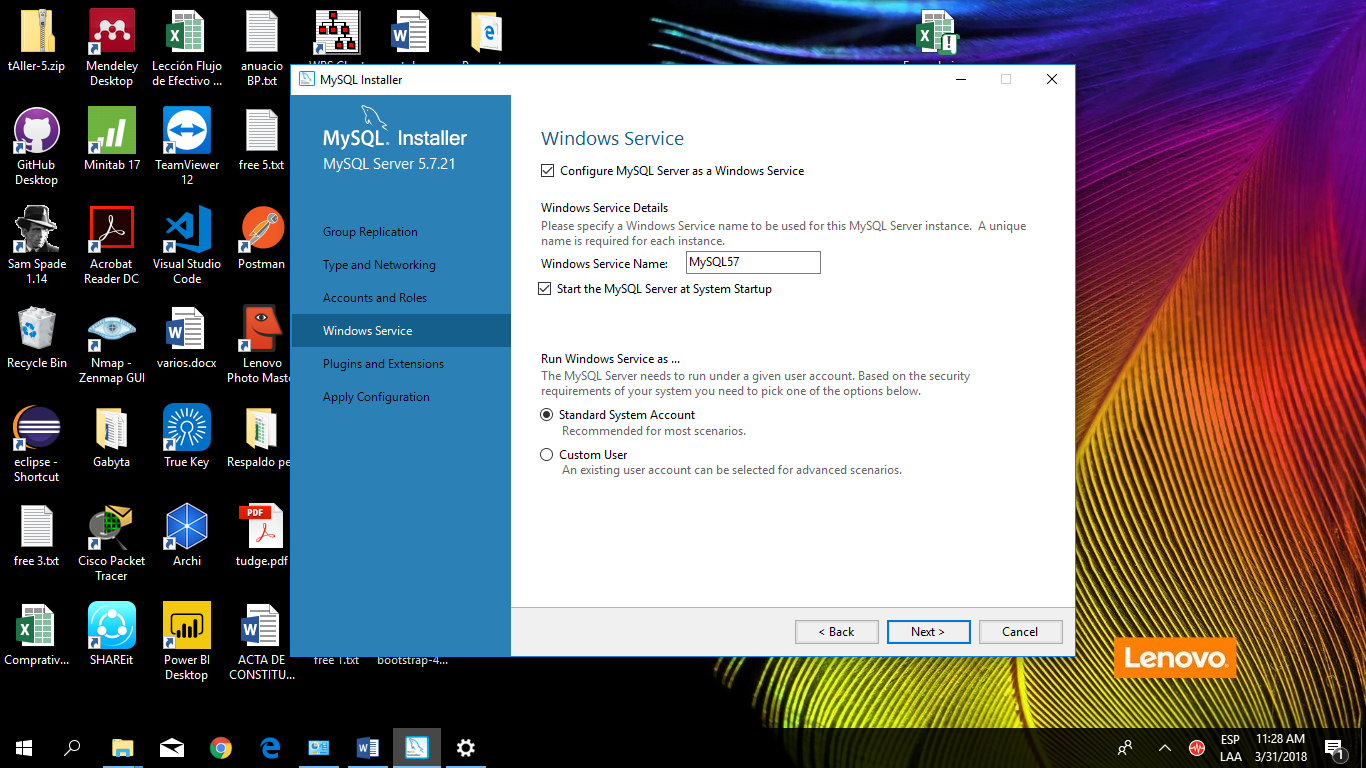 tAller-5.zip
Mendeley
Desktop
Lección Flujo
de Efectivo ...
anuacio
BP.txt
GitHub
Desktop
Minitab 17
TeamViewer
12
free 5.txt
Sam Spade
1.14
Acrobat
Reader DC
Visual Studio
Code
Postman
Recycle Bin
Nmap -
Zenmap GUI
varios.docx
Lenovo
Photo Maste
eclipse -
Shortcut
Gabyta
True Key
Respaldo pe
free 3.txt
Cisco Packet
Tracer
Archi
PDF
tudge.pdf
Comprativ...
SHAREit
Power BI
Desktop
ACTA DE
CONSTITU...
free 1.txt
bootstrap-4...
MySQL Installer
MySQL. Installer
MySQL Server 5.7.21
Group Replication
Type and Networking
Accounts and Roles
Windows Service
Plugins and Extensions
Apply Configuration
Windows Service
Configure MySQL Server as a Windows Service
Windows Service Details
Please specify a Windows Service name to be used for this MySQL Server instance. A unique
name is required for each instance.
Windows Service Name: MySQL57
Start the MySQL Server at System Startup
Run Windows Service as ...
The MySQL Server needs to run under a given user account. Based on the security
requirements of your system you need to pick one of the options below.
Standard System Account
Recommended for most scenarios.
Custom User
An existing user account can be selected for advanced scenarios.
< Back
Next >
Cancel
Lenovo
ESP
LAA
11:28 AM
3/31/2018
1